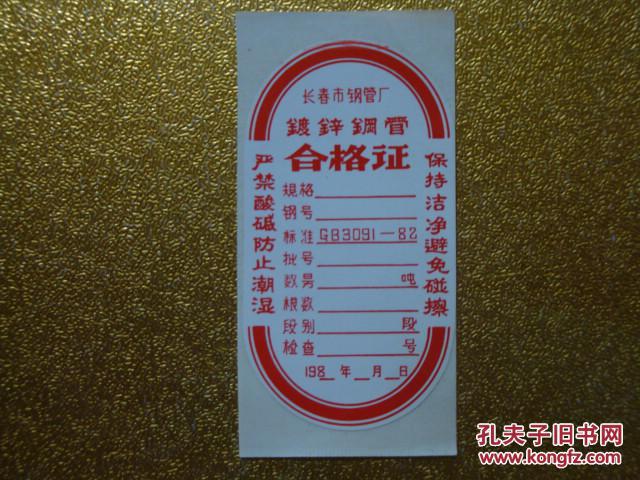 长春市钢管厂
鍍鋅鋼管
合格证
规格
钢号
标准 GB3091—82
批号
数量 吨
根数
段别 段
检查 号
198 年 月 日
严禁酸碱防止潮湿
保持洁净避免碰擦
孔夫子旧书网
www.kongfz.com